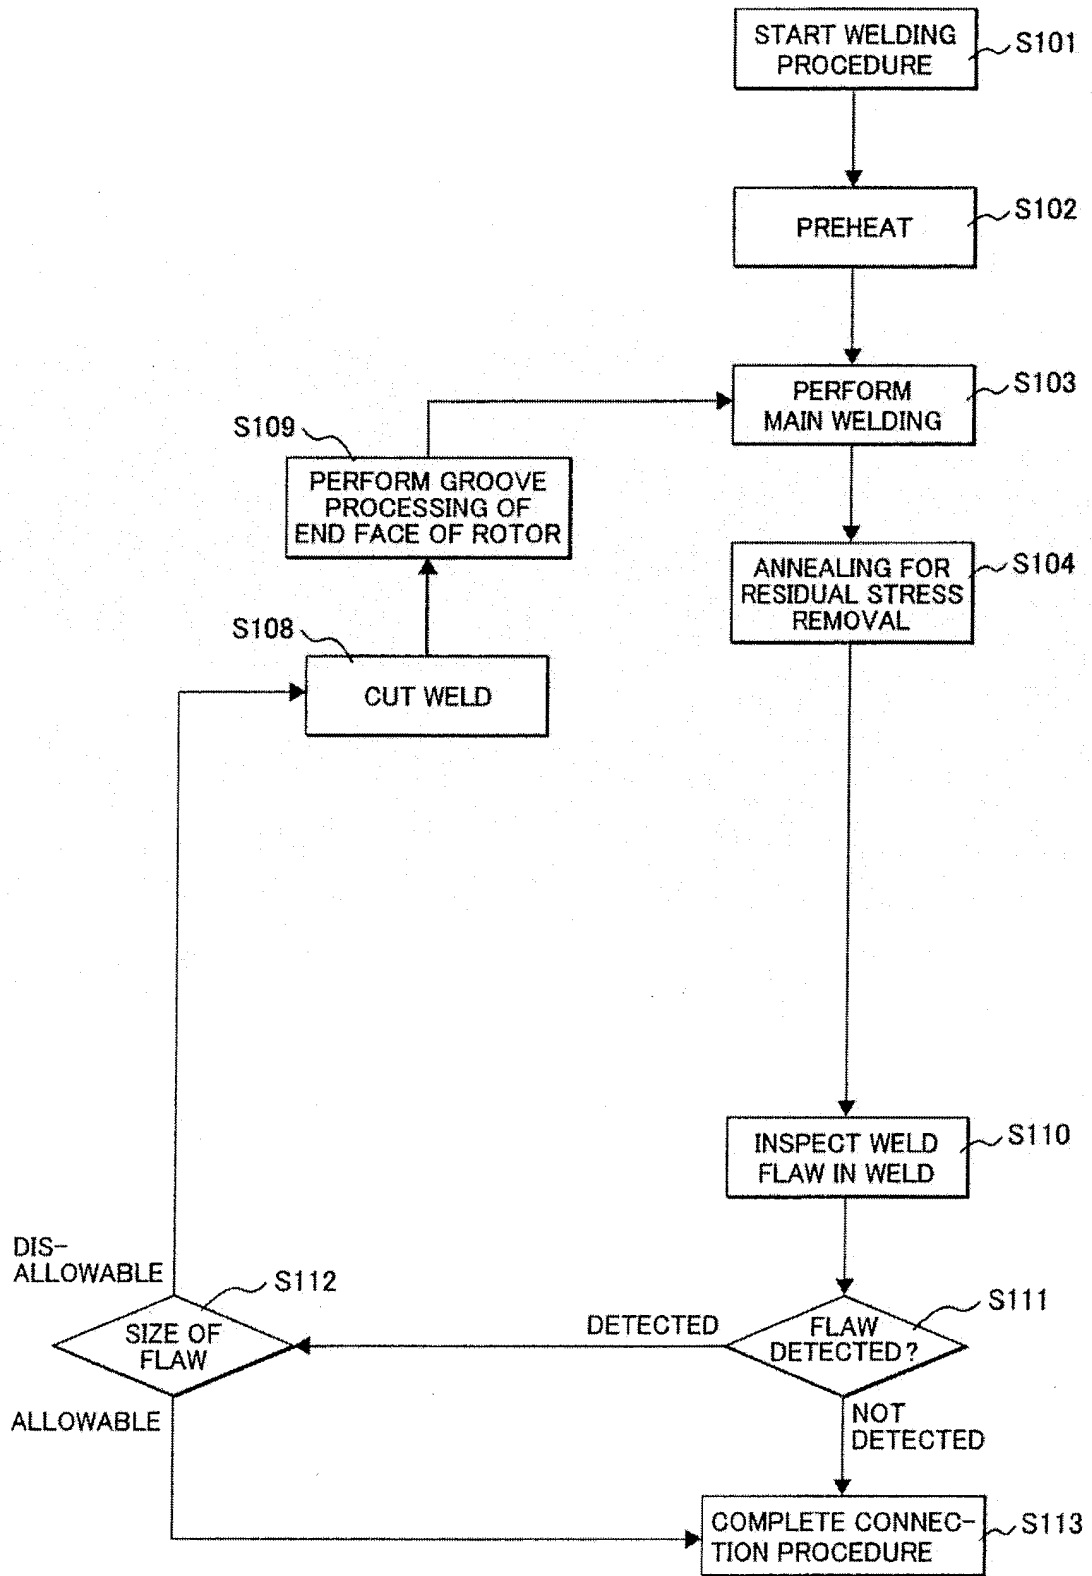 START WELDING
PROCEDURE
S101
PREHEAT
S102
PERFORM
MAIN WELDING
S103
S109
PERFORM GROOVE
PROCESSING OF
END FACE OF ROTOR
ANNEALING FOR
RESIDUAL STRESS
REMOVAL
S104
S108
CUT WELD
INSPECT WELD
FLAW IN WELD
S110
DIS-
ALLOWABLE
S112
SIZE OF
FLAW
DETECTED
FLAW
DETECTED?
S111
ALLOWABLE
NOT
DETECTED
COMPLETE CONNEC-
TION PROCEDURE
S113